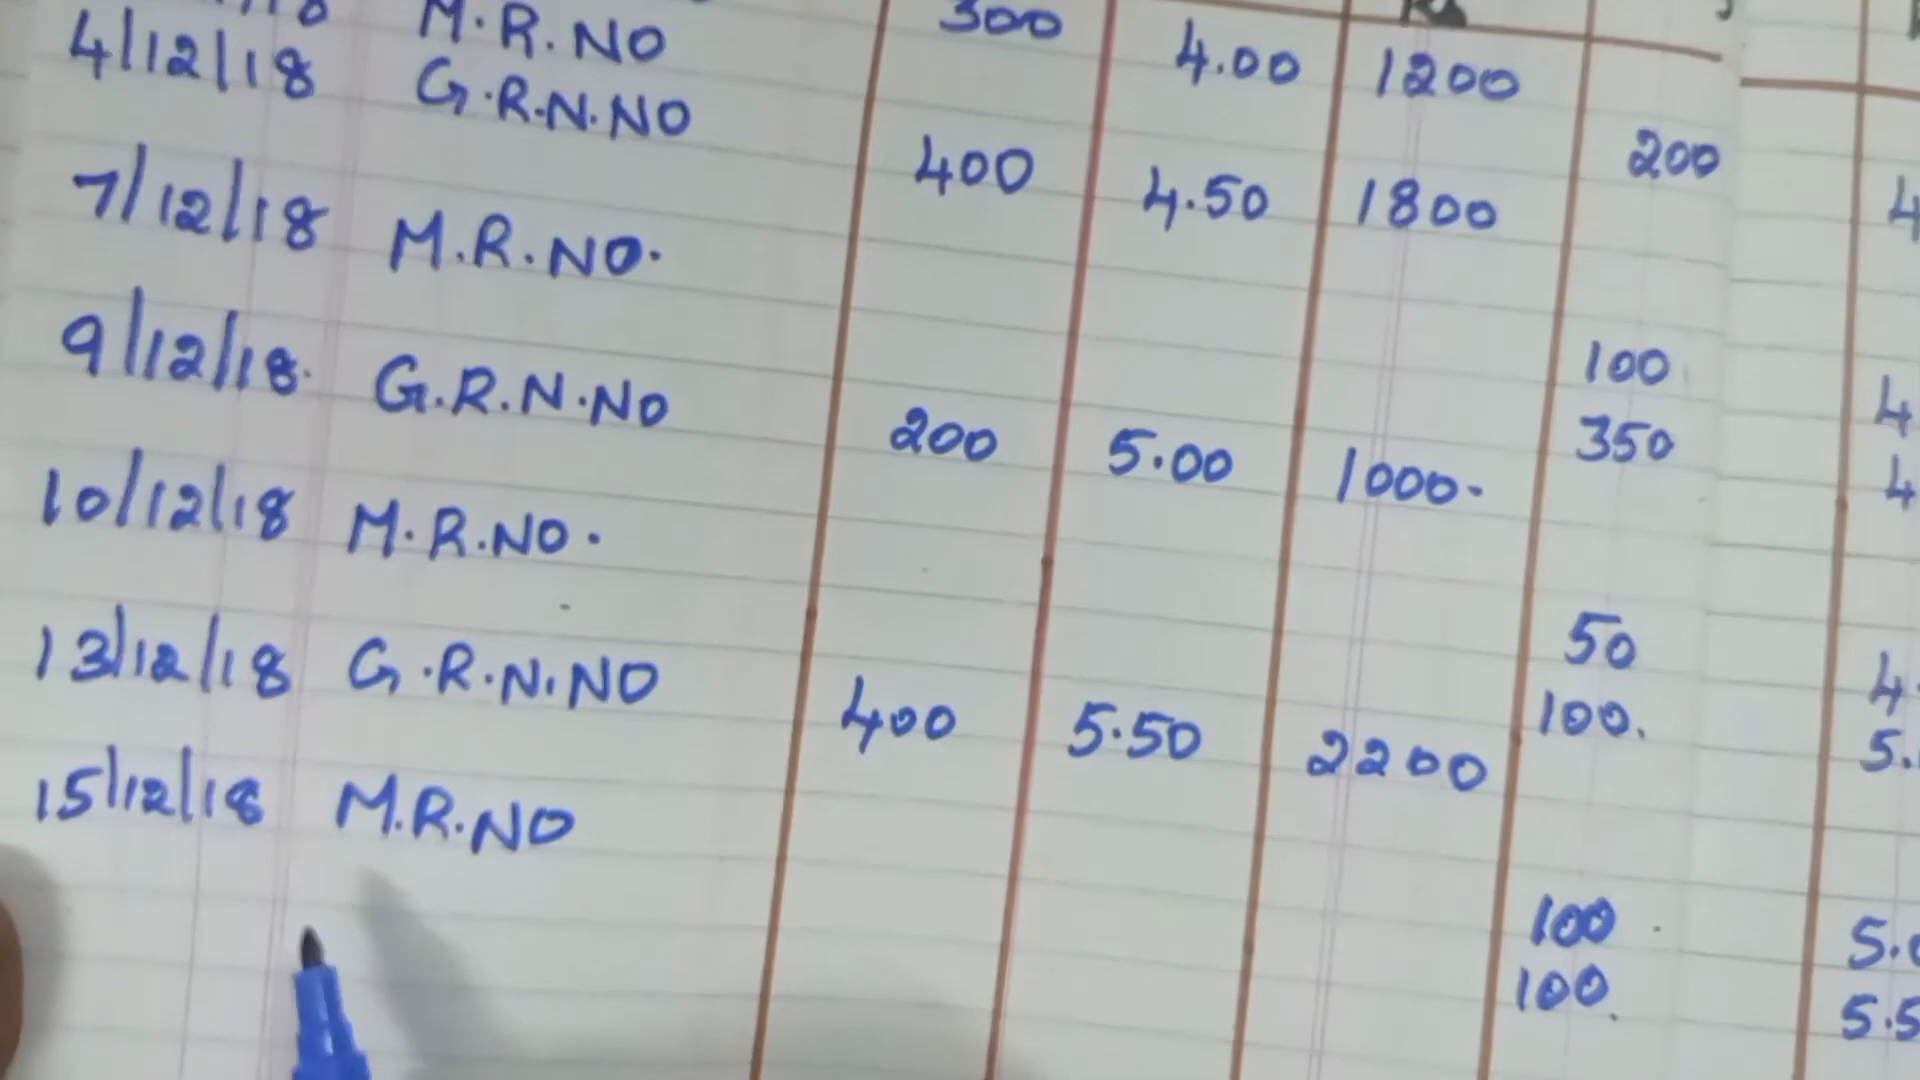 M.R.NO 300 4.00 1200
4/12/18 G.R.N.NO 200
7/12/18 M.R.NO. 400 4.50 1800
9/12/18. G.R.N.NO 100
200 5.00 1000. 350
10/12/18 M.R.NO.
13/12/18 G.R.N.NO 50
400 5.50 2200 100.
15/12/18 M.R.NO
100
100.